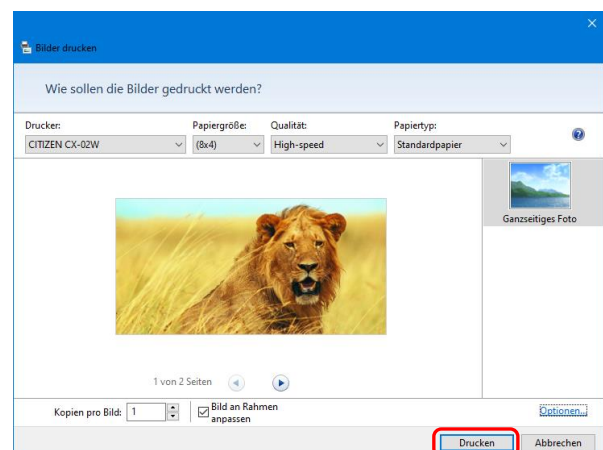 Bilder drucken
Wie sollen die Bilder gedruckt werden?
Drucker: Papiergröße: Qualität: Papiertyp:
CITIZEN CX-02W (8x4) High-speed Standardpapier
Ganzseitiges Foto
1 von 2 Seiten
Kopien pro Bild: 1 Bild an Rahmen
anpassen
Optionen...
Drucken Abbrechen